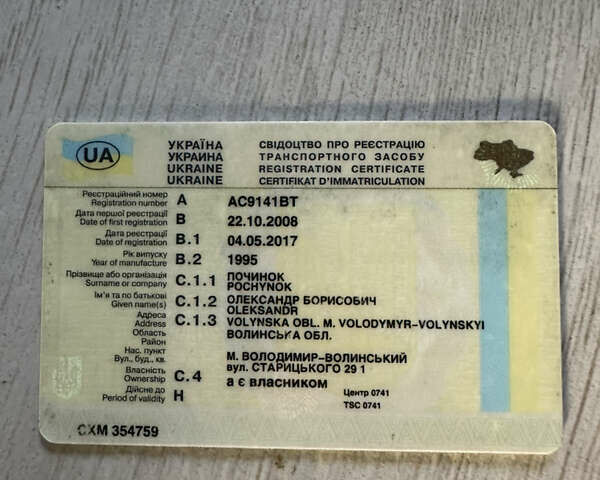 UA
УКРАЇНА СВІДОЦТВО ПРО РЕЄСТРАЦІЮ
УКРАИНА ТРАНСПОРТНОГО ЗАСОБУ
UKRAINE REGISTRATION CERTIFICATE
UKRAINE CERTIFIKAT D'IMMATRICULATION
Реєстраційний номер
Registration number A AC9141BT
Дата першої реєстрації
Date of first registration B 22.10.2008
Дата реєстрації
Date of registration B.1 04.05.2017
Рік випуску
Year of manufacture B.2 1995
Прізвище або організація C.1.1 ПОЧИНОК
Surname or company POCHYNOK
Ім'я та по батькові C.1.2 ОЛЕКСАНДР БОРИСОВИЧ
Given name(s) OLEKSANDR
Адреса C.1.3 VOLYNSKA OBL. M. VOLODYMYR-VOLYNSKYI
Address
Область ВОЛИНСЬКА ОБЛ.
Район
Нас. пункт М. ВОЛОДИМИР-ВОЛИНСЬКИЙ
Вул., буд., кв. вул. СТАРИЦЬКОГО 29 1
Власність
Ownership C.4 а є власником
Дійсне до Центр 0741
Period of validity H TSC 0741
CXM 354759